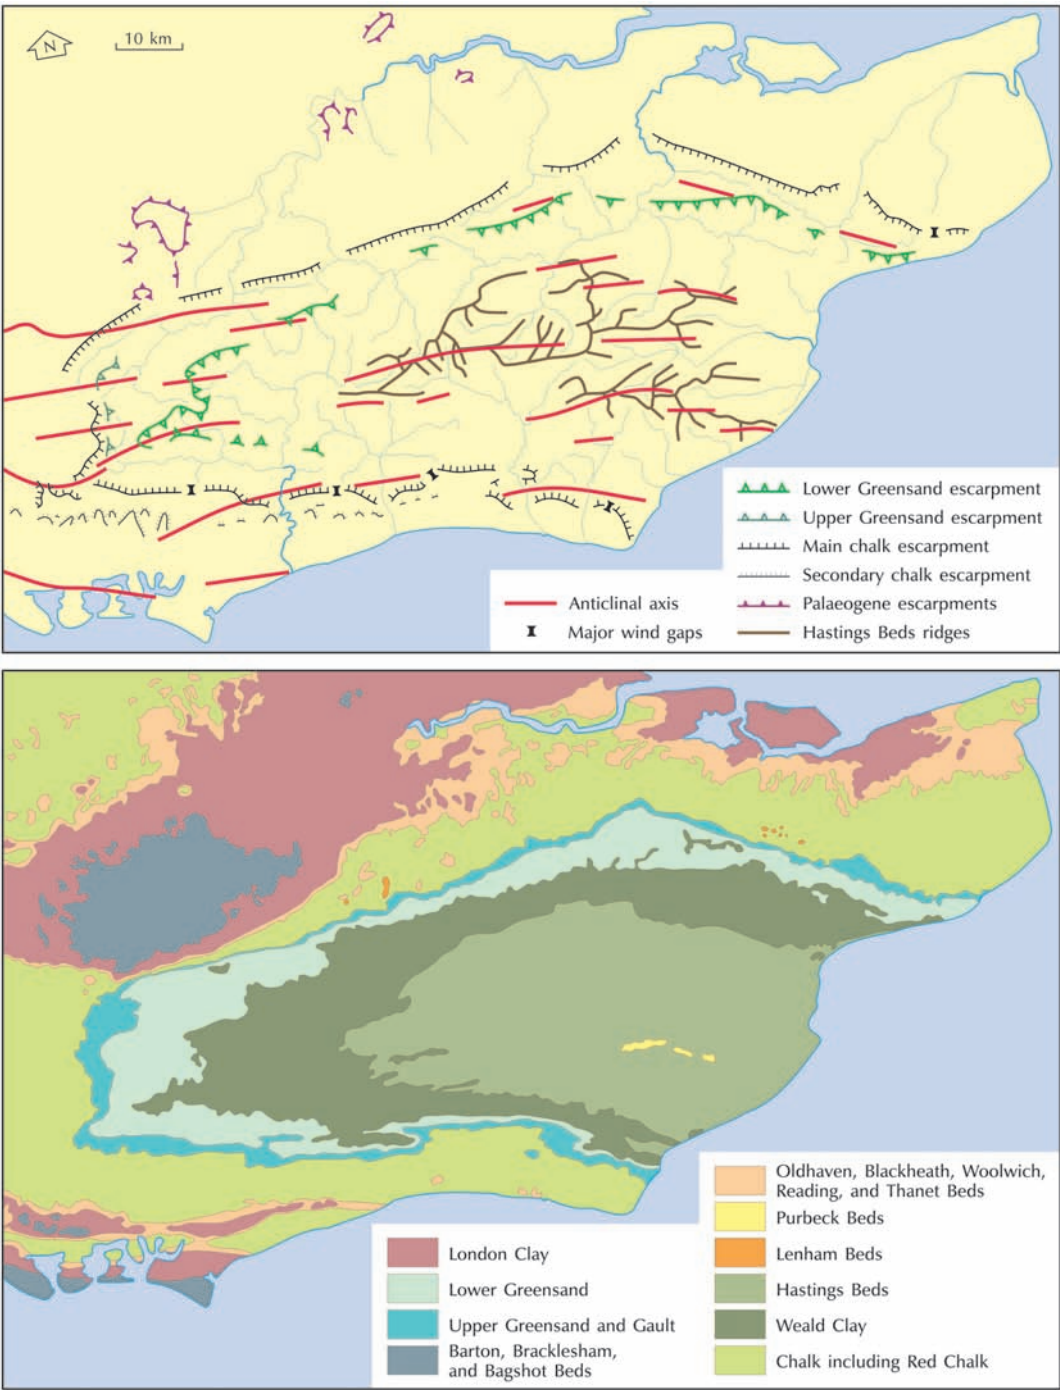 N
10 km
Lower Greensand escarpment
Upper Greensand escarpment
Main chalk escarpment
Secondary chalk escarpment
Anticlinal axis
Palaeogene escarpments
Major wind gaps
Hastings Beds ridges
Oldhaven, Blackheath, Woolwich,
Reading, and Thanet Beds
Purbeck Beds
London Clay
Lenham Beds
Lower Greensand
Hastings Beds
Upper Greensand and Gault
Weald Clay
Barton, Bracklesham,
and Bagshot Beds
Chalk including Red Chalk